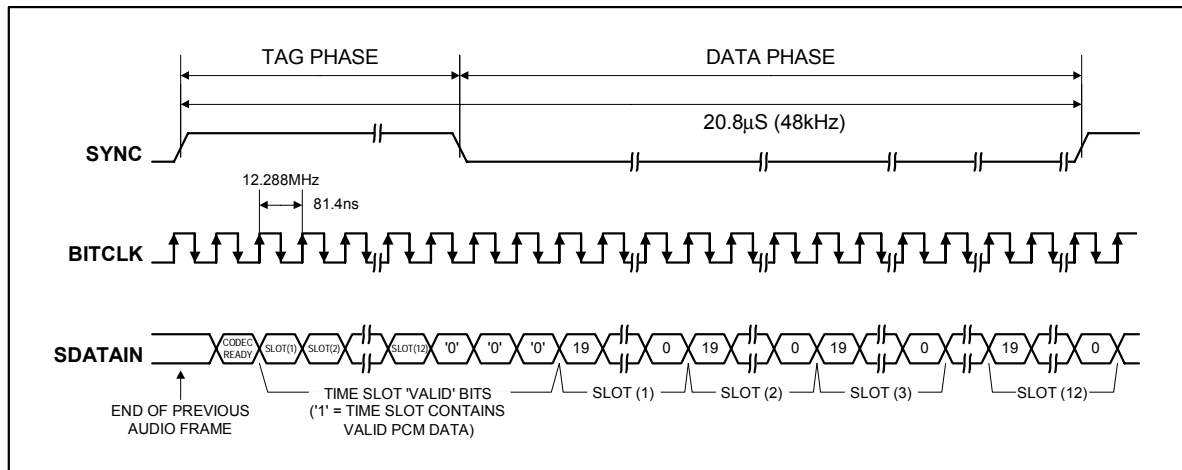 TAG PHASE
DATA PHASE
20.8µS (48kHz)
SYNC
12.288MHz
81.4ns
BITCLK
SDATAIN
CODEC
READY
SLOT(1)
SLOT(2)
SLOT(12)
'0'
'0'
'0'
19
0
19
0
19
0
19
0
END OF PREVIOUS
AUDIO FRAME
TIME SLOT 'VALID' BITS
('1' = TIME SLOT CONTAINS
VALID PCM DATA)
SLOT (1)
SLOT (2)
SLOT (3)
SLOT (12)